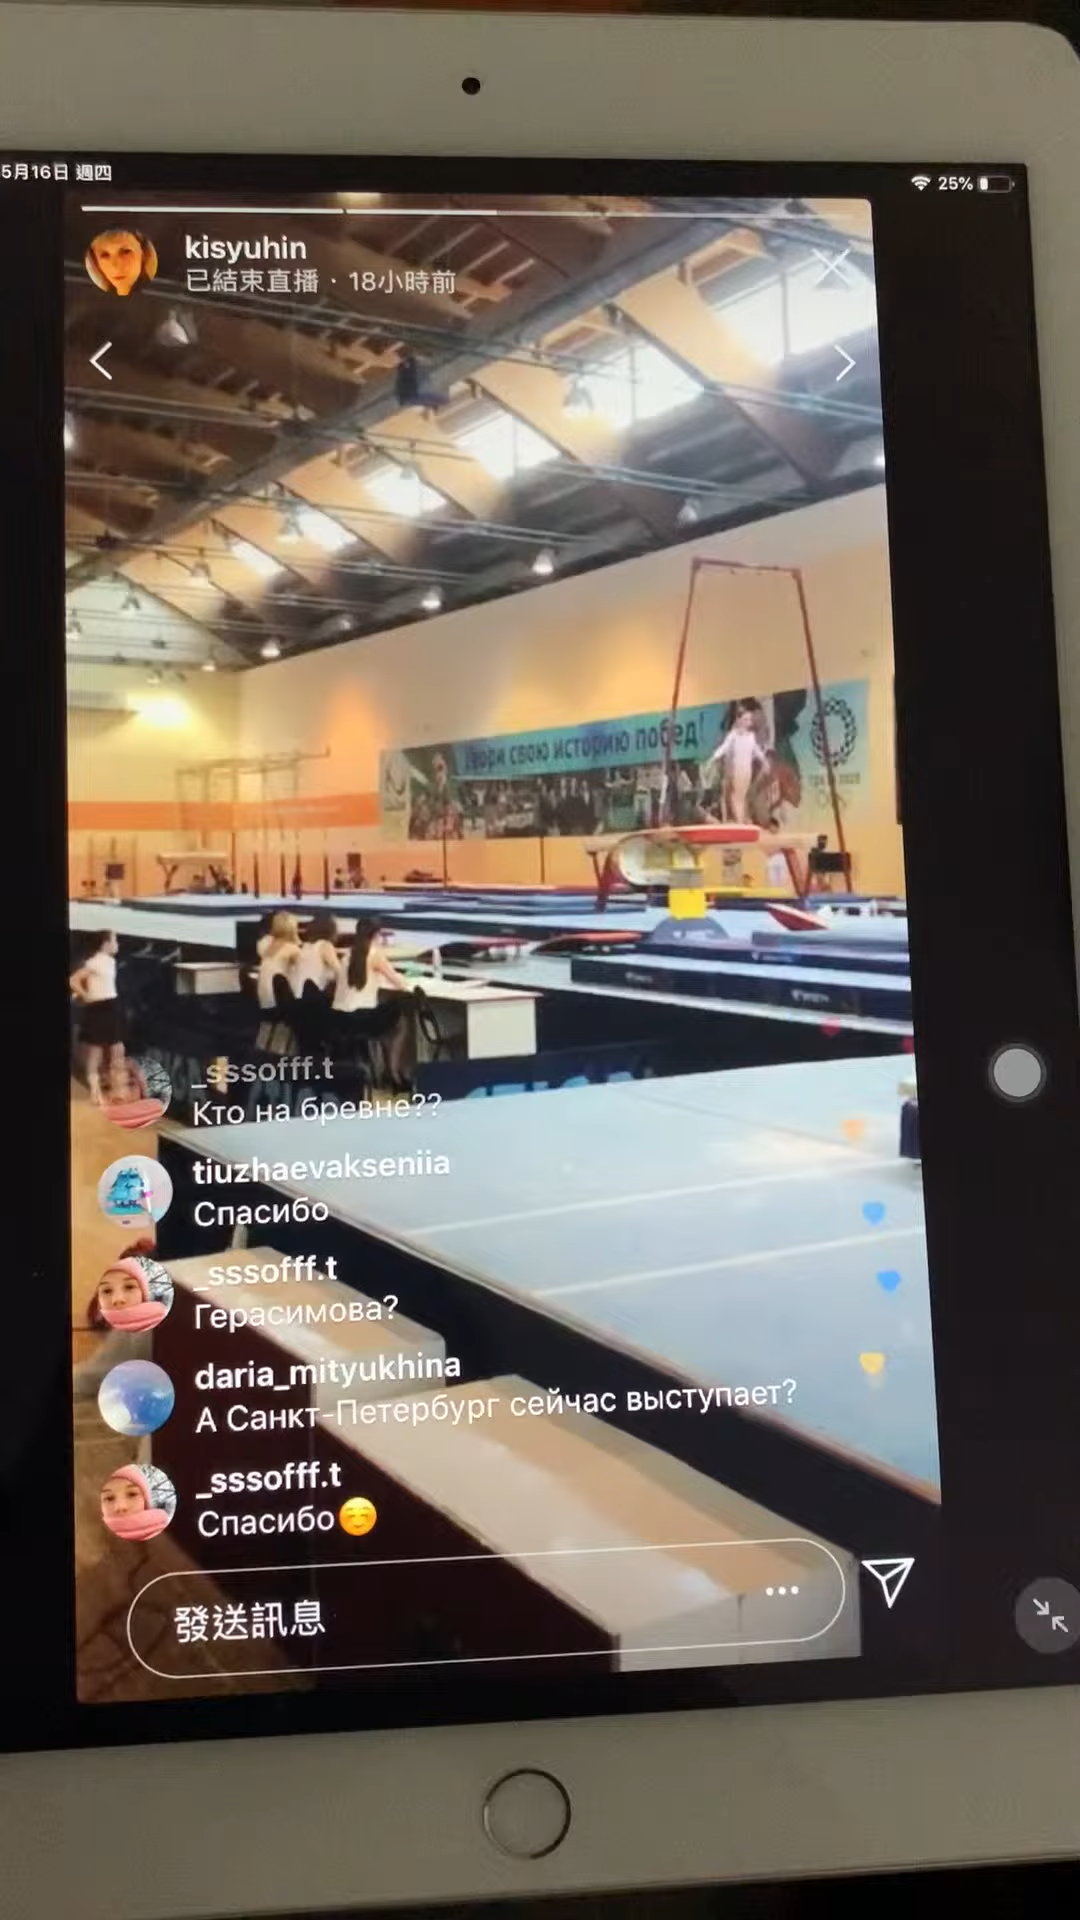 5月16日 週四
25%
kisyuhin
已結束直播 · 18小時前
Твори свою историю побед!
_sssofff.t
Кто на бревне??
tiuzhaevakseniia
Спасибо
_sssofff.t
Герасимова?
daria_mityukhina
А Санкт-Петербург сейчас выступает?
_sssofff.t
Спасибо☺️
發送訊息